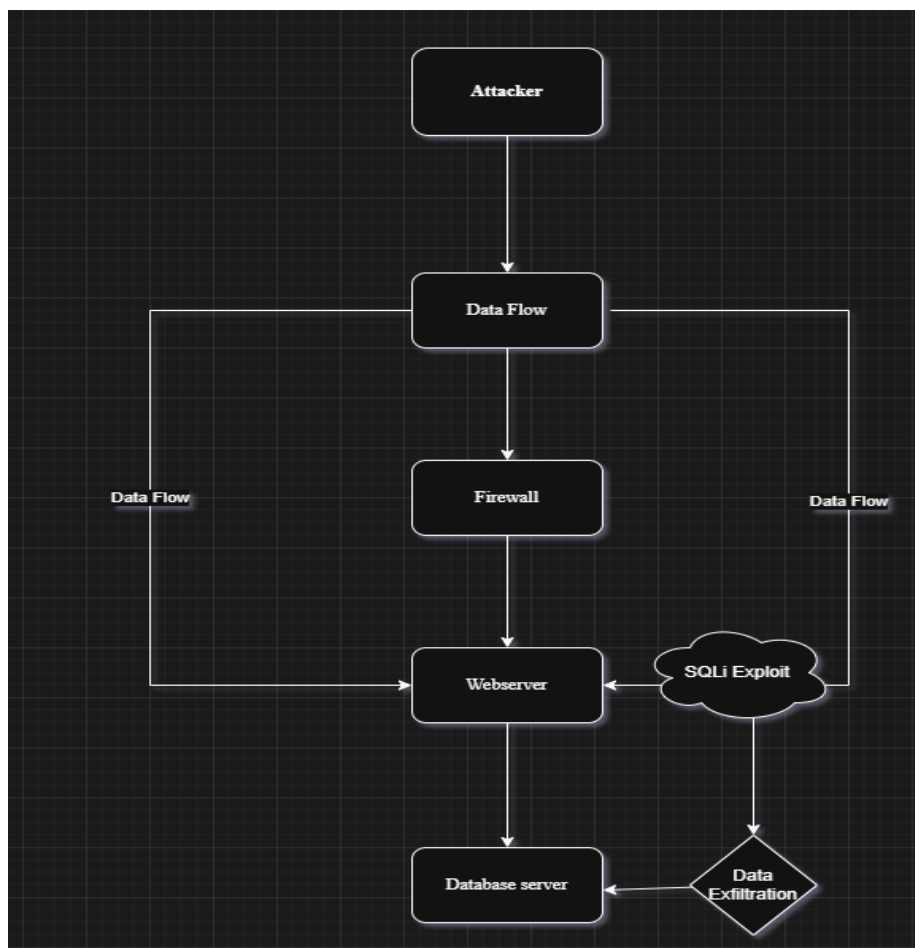 Attacker
Data Flow
Data Flow
Firewall
Data Flow
Webserver
SQLi Exploit
Database server
Data
Exfiltration